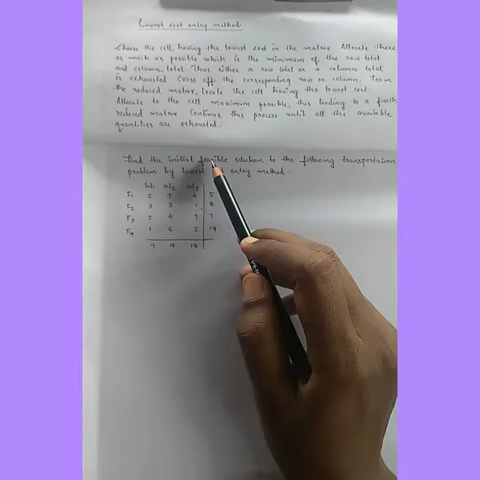 Lowest cost entry method
Choose the cell, having the lowest cost in the matrix. Allocate there
as much as possible which is the minimum of the row total
and column total. Thus either a row total or a column total
is exhausted. Cross off the corresponding row or column. From
the reduced matrix, locate the cell having the lowest cost.
Allocate to the cell maximum possible, thus leading to a further
reduced matrix. Continue this process until all the available
quantities are exhausted.
Find the initial feasible solution to the following transportation
problem by lowest entry method.
W1 W2 W3
F1 2 7 4 5
F2 3 3 1 8
F3 5 4 7 7
F4 1 6 2 14
7 9 18